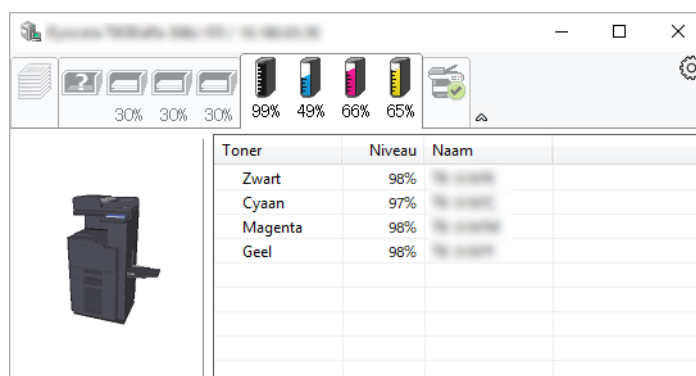 30% 30% 30% 99% 49% 66% 65%
Toner Niveau Naam
Zwart 98%
Cyaan 97%
Magenta 98%
Geel 98%